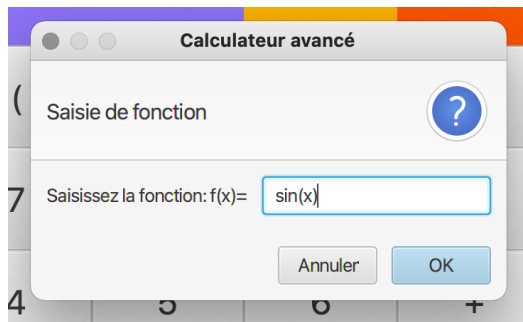 Calculateur avancé
(
Saisie de fonction
?
7
Saisissez la fonction: f(x)= sin(x)
Annuler OK
4 5 6 +